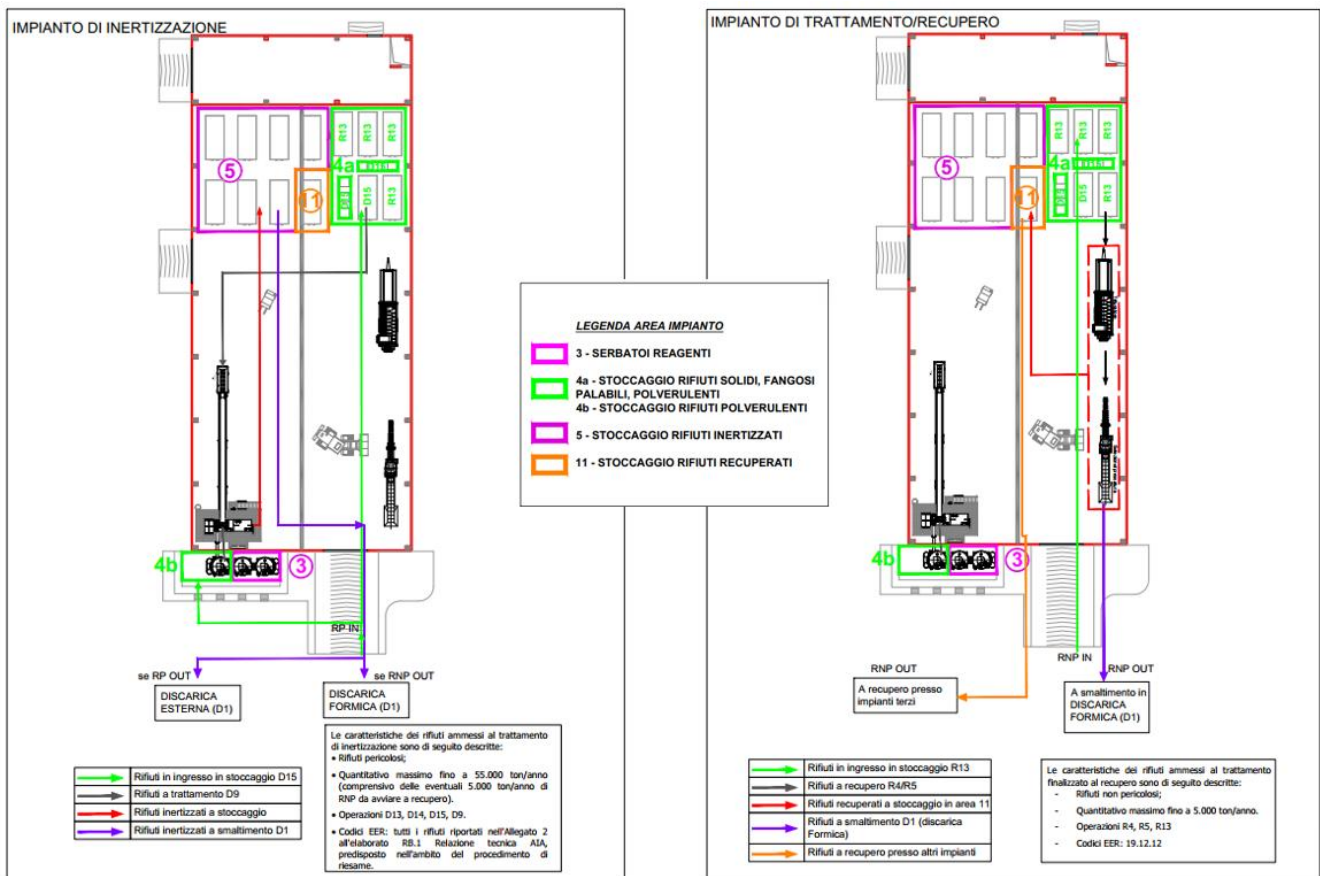 IMPIANTO DI INERTIZZAZIONE
5
11
4a
R13
R13
R13
D15
D15
R13
4b
3
RP IN
se RP OUT
se RNP OUT
DISCARICA
ESTERNA (D1)
DISCARICA
FORMICA (D1)
Le caratteristiche dei rifiuti ammessi al trattamento
di inertizzazione sono di seguito descritte:
• Rifiuti pericolosi;
• Quantitativo massimo fino a 55.000 ton/anno
(comprensivo delle eventuali 5.000 ton/anno di
RNP da avviare a recupero).
• Operazioni D13, D14, D15, D9.
• Codici EER: tutti i rifiuti riportati nell'Allegato 2
all'elaborato RB.1 Relazione tecnica AIA,
predisposto nell'ambito del procedimento di
riesame.
Rifiuti in ingresso in stoccaggio D15
Rifiuti a trattamento D9
Rifiuti inertizzati a stoccaggio
Rifiuti inertizzati a smaltimento D1
LEGENDA AREA IMPIANTO
3 - SERBATOI REAGENTI
4a - STOCCAGGIO RIFIUTI SOLIDI, FANGOSI
PALABILI, POLVERULENTI
4b - STOCCAGGIO RIFIUTI POLVERULENTI
5 - STOCCAGGIO RIFIUTI INERTIZZATI
11 - STOCCAGGIO RIFIUTI RECUPERATI
IMPIANTO DI TRATTAMENTO/RECUPERO
5
11
4a
R13
R13
R13
D15
R13
4b
3
RNP IN
RNP OUT
RNP OUT
A recupero presso
impianti terzi
A smaltimento in
DISCARICA
FORMICA (D1)
Rifiuti in ingresso in stoccaggio R13
Rifiuti a recupero R4/R5
Rifiuti recuperati a stoccaggio in area 11
Rifiuti a smaltimento D1 (discarica
Formica)
Rifiuti a recupero presso altri impianti
Le caratteristiche dei rifiuti ammessi al trattamento
finalizzato al recupero sono di seguito descritte:
- Rifiuti non pericolosi;
- Quantitativo massimo fino a 5.000 ton/anno.
- Operazioni R4, R5, R13
- Codici EER: 19.12.12